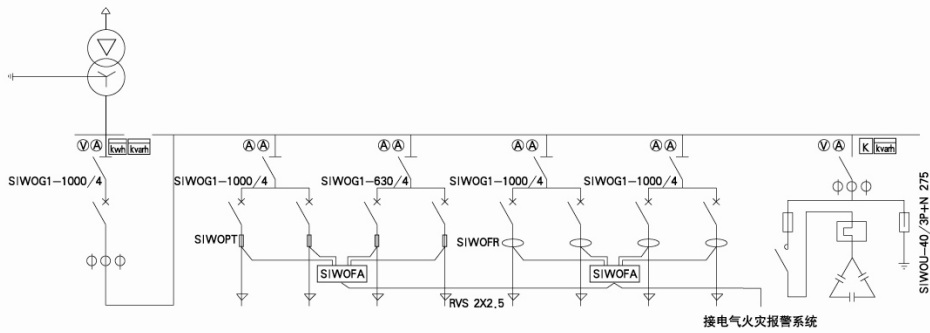 V A kwh kvarh A A A A A A A A V A K kvarh
SIWOG1-1000/4 SIWOG1-1000/4 SIWOG1-630/4 SIWOG1-1000/4 SIWOG1-1000/4
SIWOPT SIWOFR
SIWOFA SIWOFA
RVS 2X2.5
接电气火灾报警系统
SIWOU-40/3P+N 275